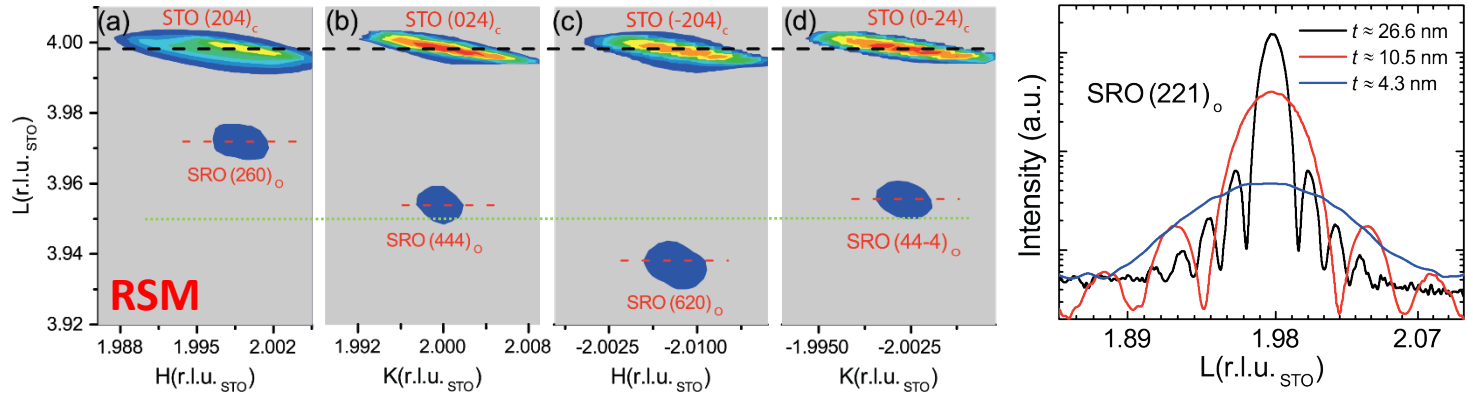 (a) STO (204)c
(b) STO (024)c
(c) STO (-204)c
(d) STO (0-24)c
L(r.l.u.STO)
4.00
3.98
3.96
3.94
3.92
SRO (260)O
SRO (444)O
SRO (620)O
SRO (44-4)O
RSM
1.988 1.995 2.002
H(r.l.u.STO)
1.992 2.000 2.008
K(r.l.u.STO)
-2.0025 -2.0100
H(r.l.u.STO)
-1.9950 -2.0025
K(r.l.u.STO)
Intensity (a.u.)
SRO (221)o
t ≈ 26.6 nm
t ≈ 10.5 nm
t ≈ 4.3 nm
1.89 1.98 2.07
L(r.l.u.STO)